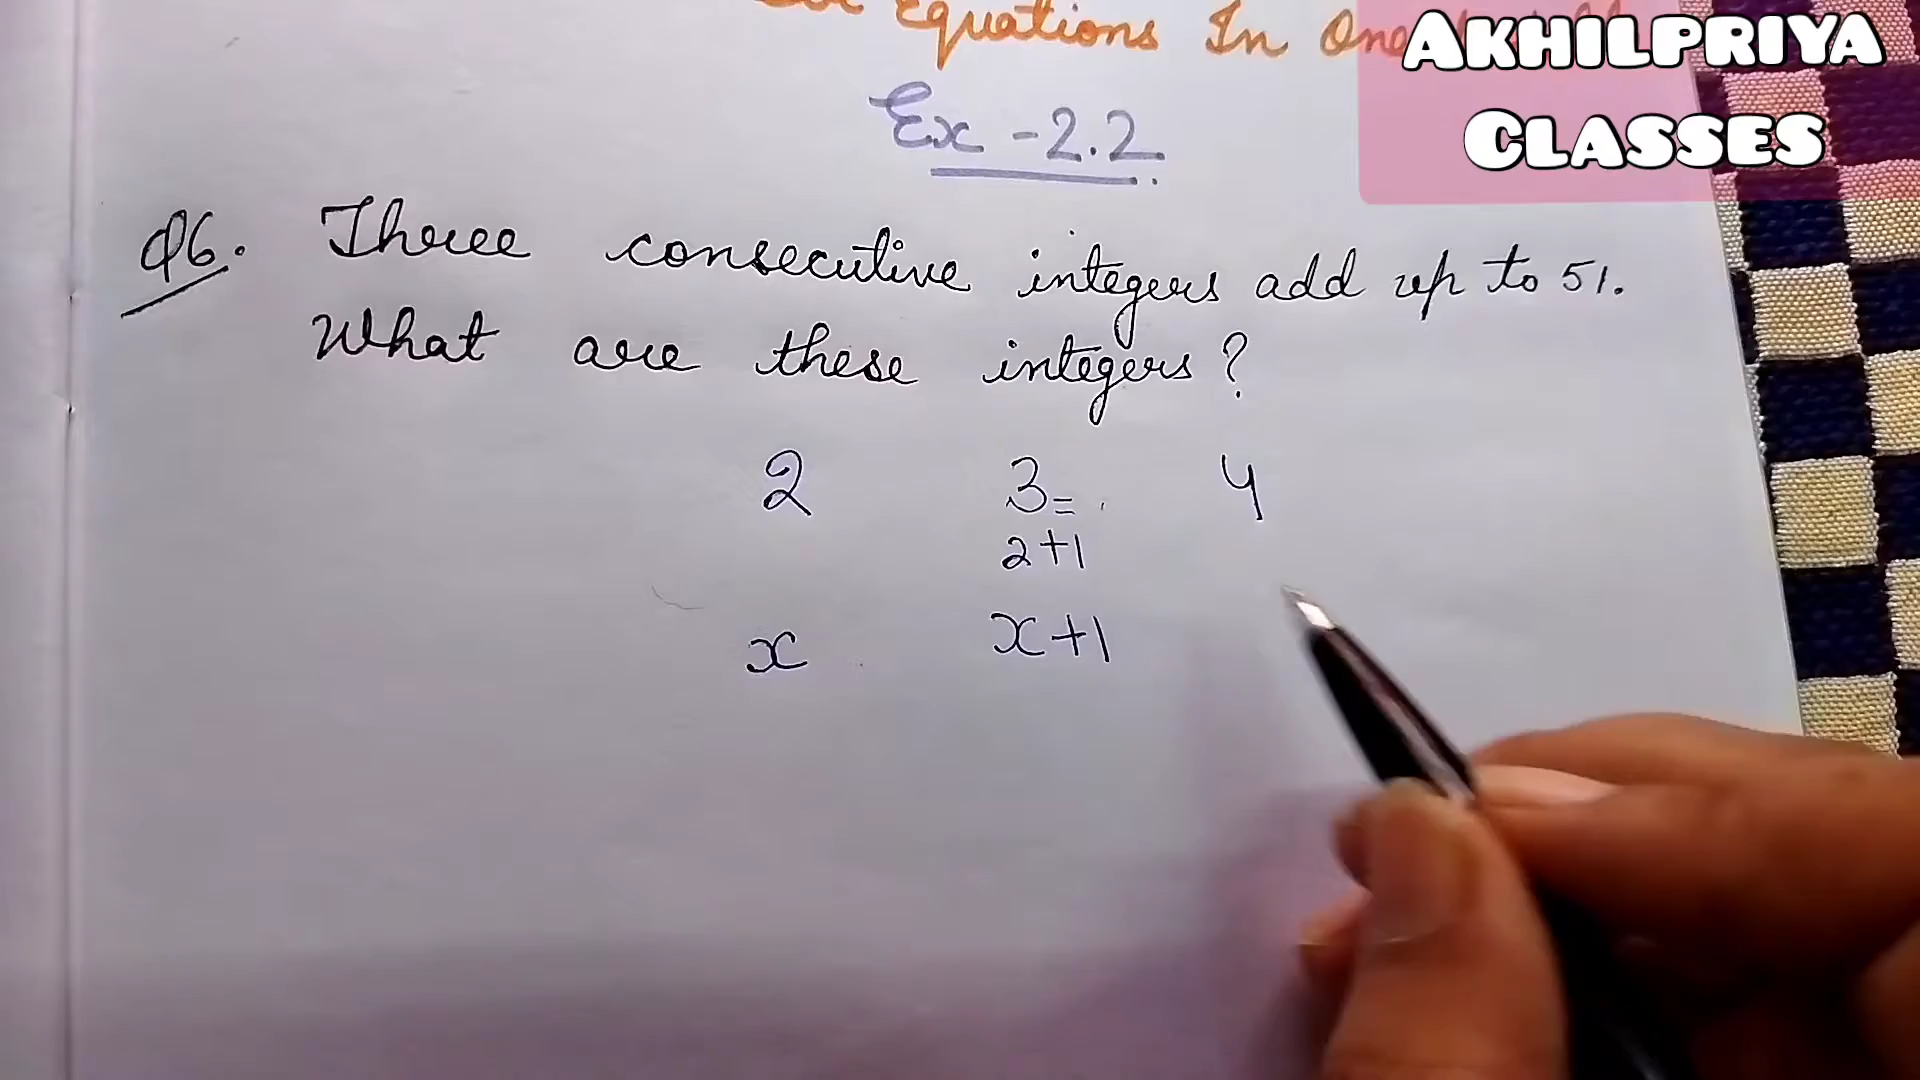 Equations In One
AKHILPRIYA
CLASSES
Ex - 2.2
Q6. Three consecutive integers add up to 51.
What are these integers?
2 3 = 4
2+1
x x+1